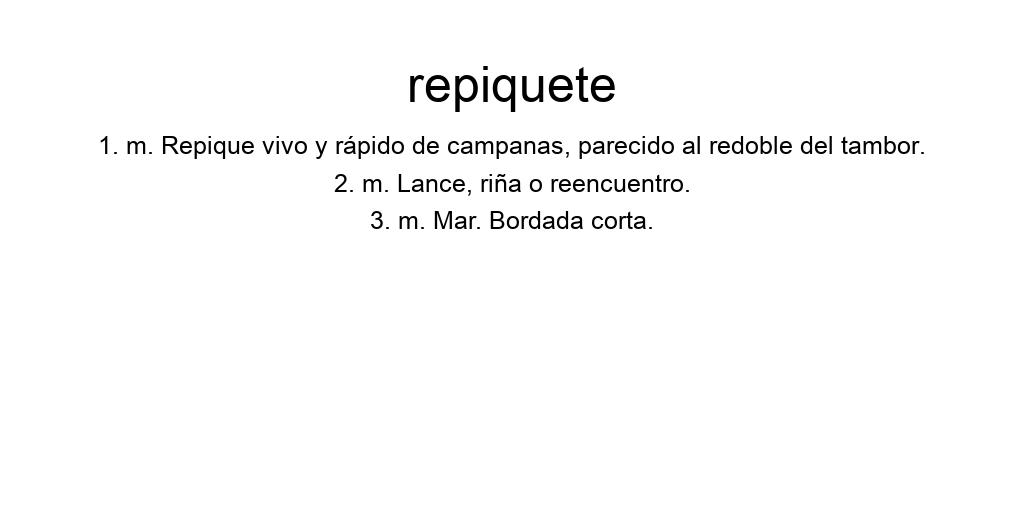 repiquete
1. m. Repique vivo y rápido de campanas, parecido al redoble del tambor.
2. m. Lance, riña o reencuentro.
3. m. Mar. Bordada corta.